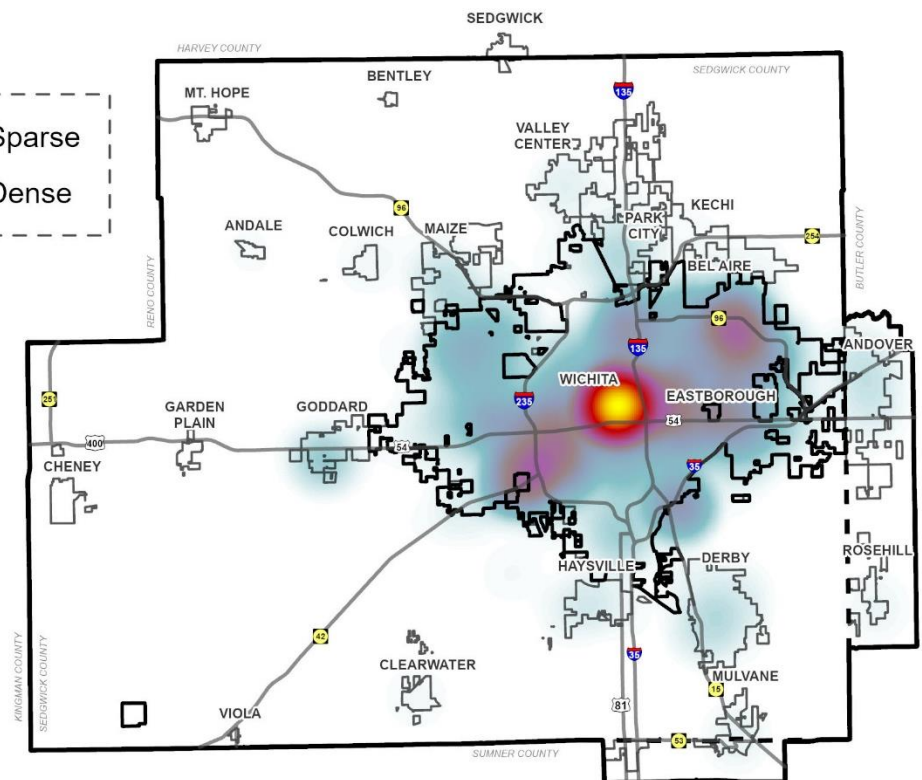 SEDGWICK
HARVEY COUNTY
SEDGWICK COUNTY
BENTLEY
MT. HOPE
135
Sparse
Dense
VALLEY
CENTER
96
KECHI
PARK
CITY
ANDALE
COLWICH
MAIZE
254
BEL AIRE
RENO COUNTY
BUTLER COUNTY
96
135
ANDOVER
WICHITA
EASTBOROUGH
251
235
GARDEN
PLAIN
GODDARD
54
400
54
CHENEY
35
HAYSVILLE
DERBY
ROSEHILL
42
35
CLEARWATER
MULVANE
15
KINGMAN COUNTY
SEDGWICK COUNTY
81
VIOLA
53
SUMNER COUNTY